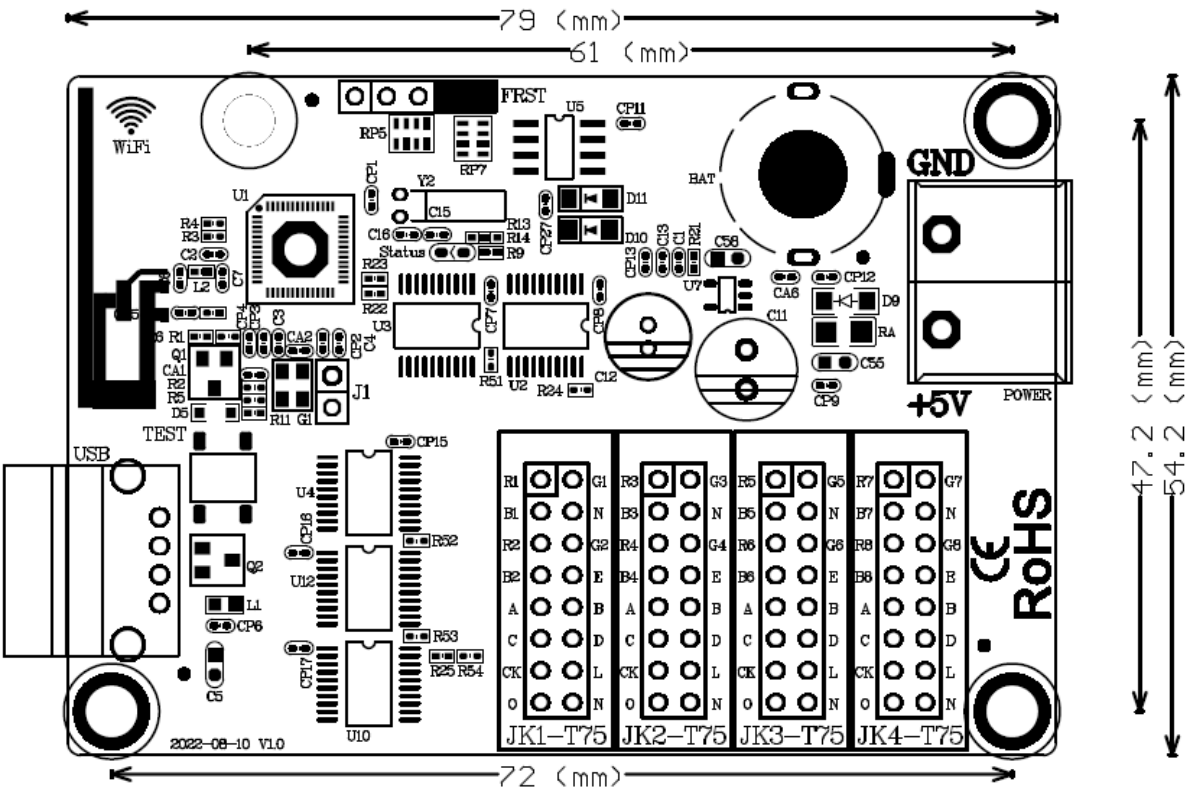 79 (mm)
61 (mm)
FRST
WiFi
U5
CP11
RP5
RP7
GND
BAT
CP1
Y2
U1
D11
C15
R13
R14
R4
R3
C16
CP27
D10
C13
C1
R21
C56
C2
Status
R9
CP13
L2
C7
R23
R22
U7
CA6
CP12
D9
CP7
CP8
C11
RA
CP4
CP3
C3
CA2
CP2
C4
U3
R1
Q1
CA1
R2
R5
D5
R51
U2
R24
C12
C55
CP9
J1
R11
G1
+5V
POWER
TEST
USB
CP15
47.2 (mm)
54.2 (mm)
U4
CP16
R52
Q2
U12
L1
CP6
R53
CP17
R25
R54
C5
U10
R1 G1 R3 G3 R5 G5 R7 G7
B1 N B3 N B5 N B7 N
R2 G2 R4 G4 R6 G6 R8 G8
B2 E B4 E B6 E B8 E
A B A B A B A B
C D C D C D C D
CK L CK L CK L CK L
O N O N O N O N
JK1-T75 JK2-T75 JK3-T75 JK4-T75
CE
RoHS
2022-08-10 V1.0
72 (mm)